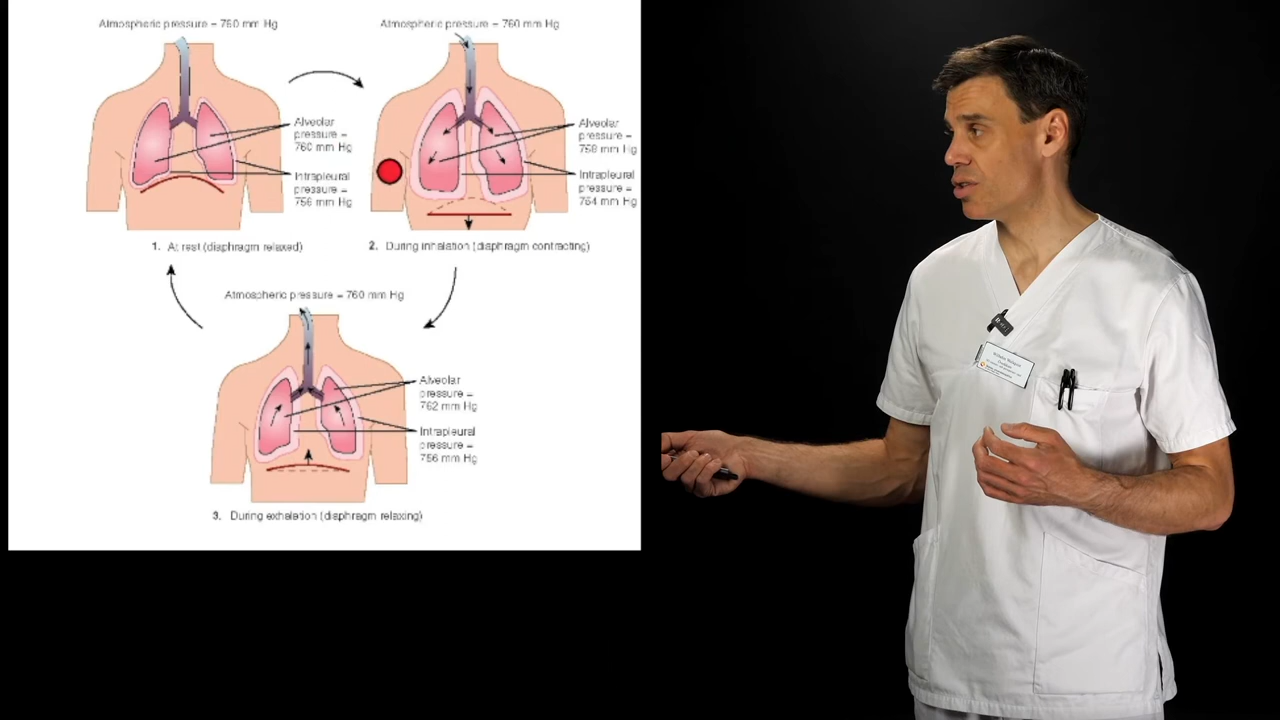 Atmospheric pressure = 760 mm Hg
Atmospheric pressure = 760 mm Hg
Alveolar
pressure =
760 mm Hg
Intrapleural
pressure =
756 mm Hg
Alveolar
pressure =
758 mm Hg
Intrapleural
pressure =
754 mm Hg
1. At rest (diaphragm relaxed)
2. During inhalation (diaphragm contracting)
Atmospheric pressure = 760 mm Hg
Alveolar
pressure =
762 mm Hg
Intrapleural
pressure =
756 mm Hg
3. During exhalation (diaphragm relaxing)